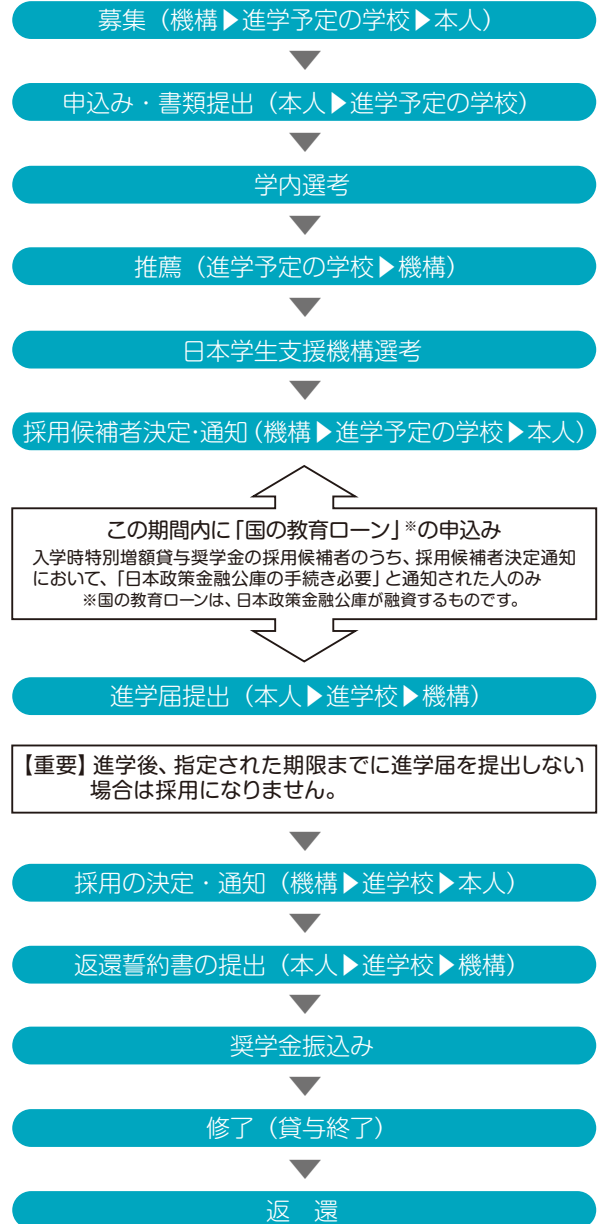 募集（機構▶進学予定の学校▶本人）
申込み・書類提出（本人▶進学予定の学校）
学内選考
推薦（進学予定の学校▶機構）
日本学生支援機構選考
採用候補者決定・通知（機構▶進学予定の学校▶本人）
この期間内に「国の教育ローン」※の申込み
入学時特別増額貸与奨学金の採用候補者のうち、採用候補者決定通知
において、「日本政策金融公庫の手続き必要」と通知された人のみ
※国の教育ローンは、日本政策金融公庫が融資するものです。
進学届提出（本人▶進学校▶機構）
【重要】進学後、指定された期限までに進学届を提出しない
場合は採用になりません。
採用の決定・通知（機構▶進学校▶本人）
返還誓約書の提出（本人▶進学校▶機構）
奨学金振込み
修了（貸与終了）
返　還